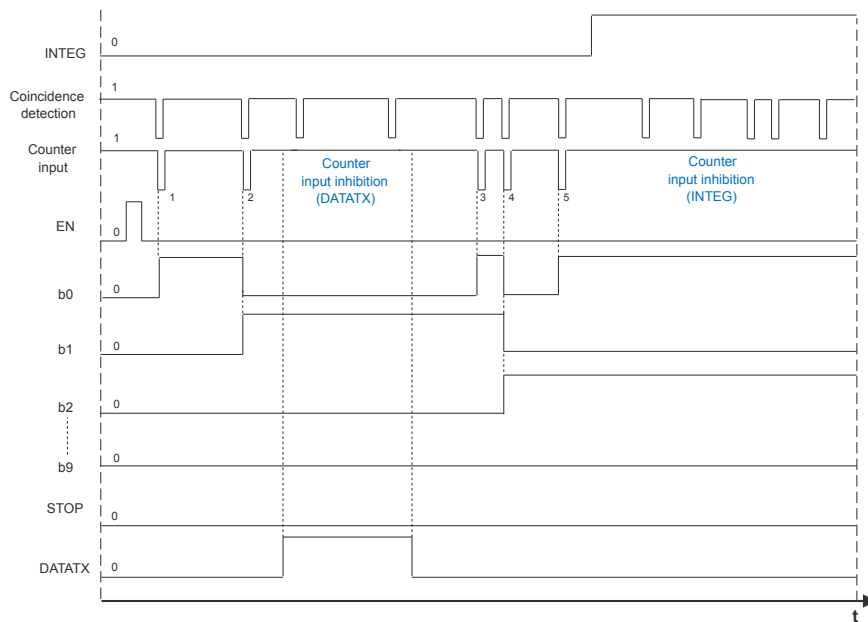 INTEG
0
Coincidence
detection
1
Counter
input
1
Counter
input inhibition
(DATATX)
Counter
input inhibition
(INTEG)
1
2
3
4
5
EN
0
b0
0
b1
0
b2
0
b9
0
STOP
0
DATATX
0
t